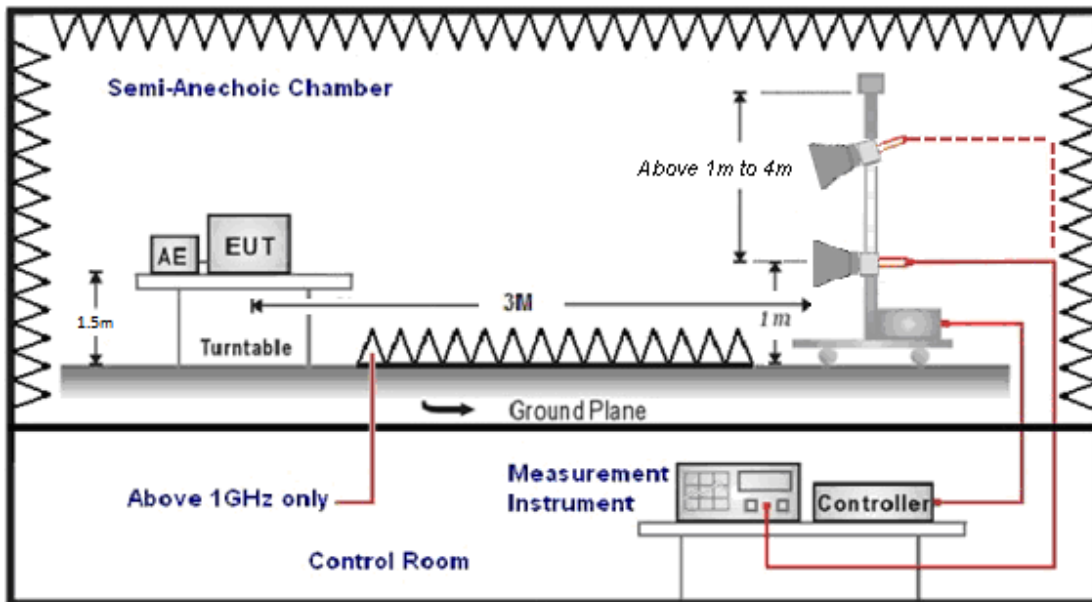 Semi-Anechoic Chamber
Above 1m to 4m
AE
EUT
1.5m
3M
1m
Turntable
Ground Plane
Above 1GHz only
Measurement
Instrument
Controller
Control Room